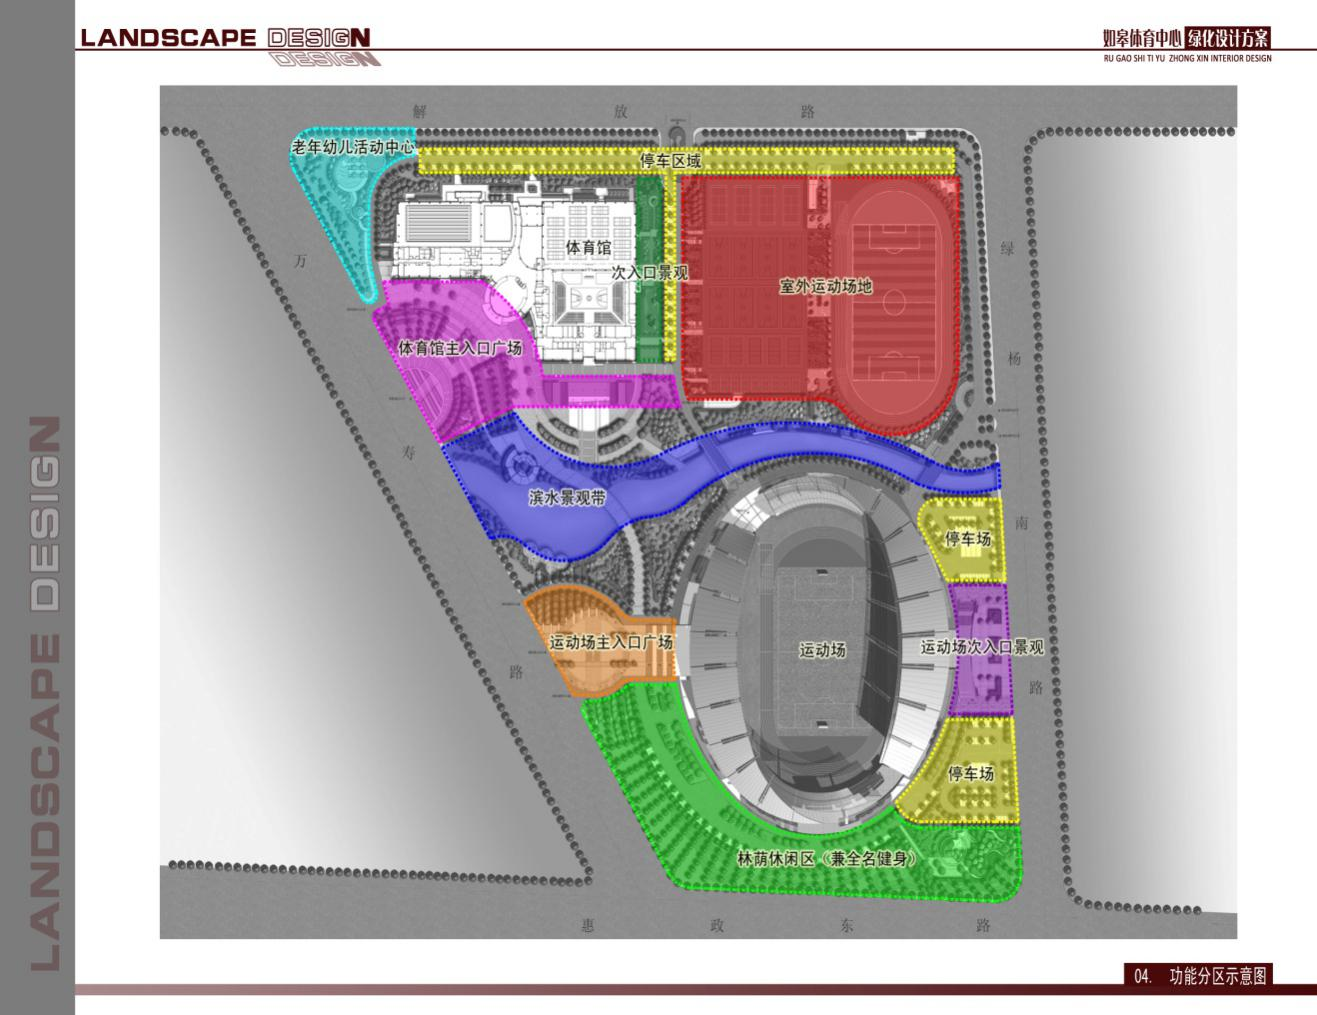 LANDSCAPE DESIGN
DESIGN
如皋体育中心 绿化设计方案
RU GAO SHI TI YU ZHONG XIN INTERIOR DESIGN
解放路
老年幼儿活动中心
停车区域
体育馆
次入口景观
室外运动场地
体育馆主入口广场
滨水景观带
停车场
运动场主入口广场
运动场
运动场次入口景观
停车场
林荫休闲区（兼全名健身）
万寿路
绿杨南路
惠政东路
LANDSCAPE DESIGN
04. 功能分区示意图